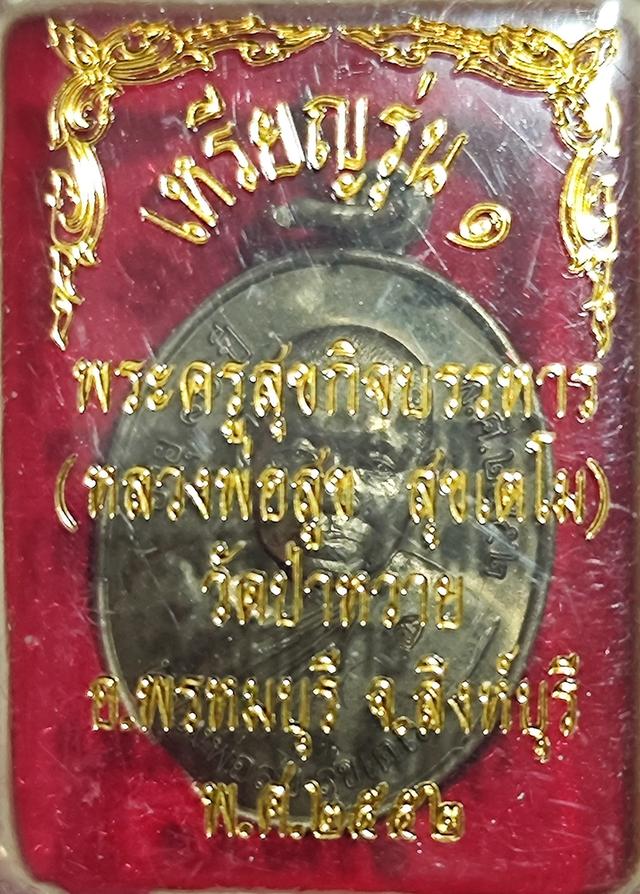 เหรียญรุ่น ๑
พระครูสุขกิจบรรหาร
(หลวงพ่อสุข สุขเตโม)
วัดป่าหวาย
อ.พรหมบุรี จ.สิงห์บุรี
พ.ศ.๒๕๕๒